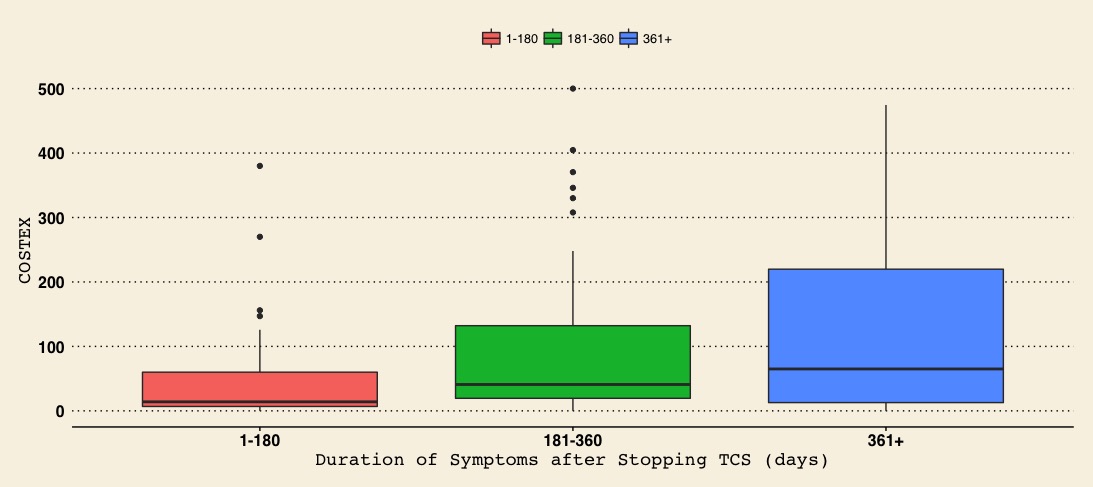 1-180 181-360 361+
500
400
300
200
100
0
COSTEX
1-180 181-360 361+
Duration of Symptoms after Stopping TCS (days)